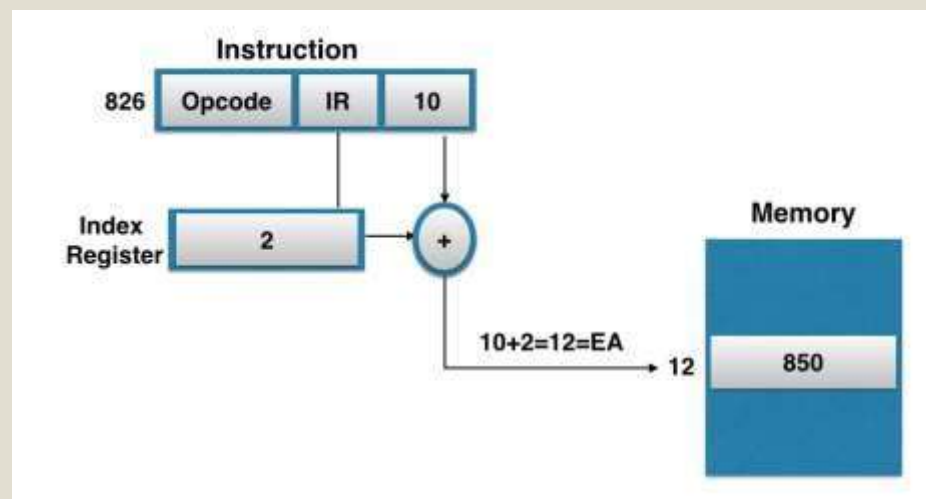 Instruction
826 Opcode IR 10
Index
Register
2
+
Memory
10+2=12=EA
12
850